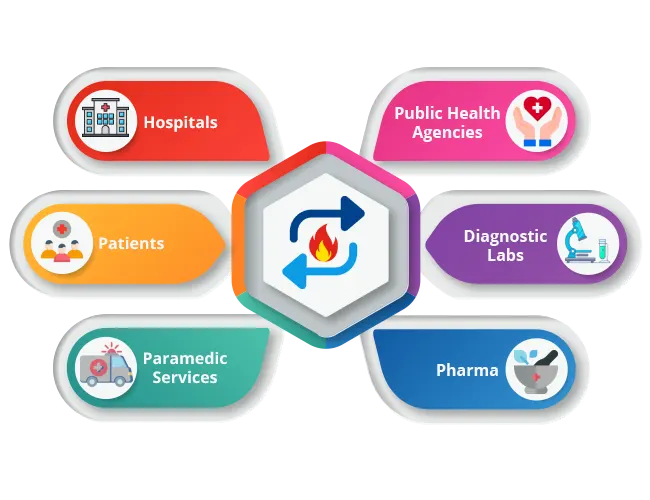 Hospitals
Public Health
Agencies
Patients
Diagnostic
Labs
Paramedic
Services
Pharma